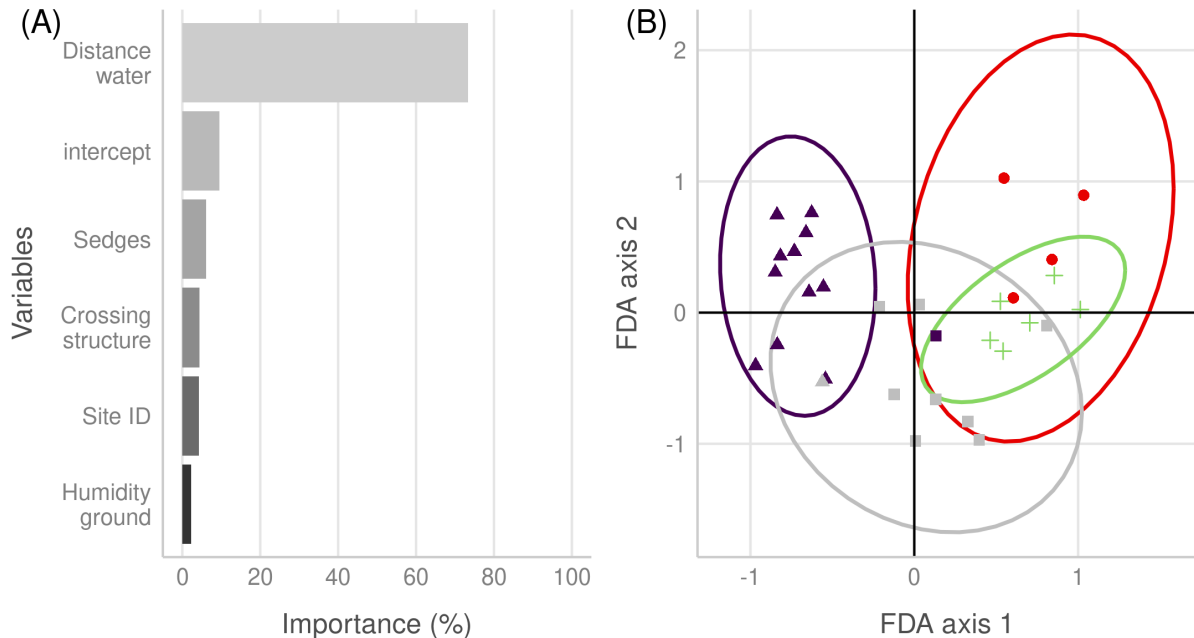 (A)
Distance
water
intercept
Sedges
Crossing
structure
Site ID
Humidity
ground
Variables
0 20 40 60 80 100
Importance (%)
(B)
2
1
0
-1
FDA axis 2
-1 0 1
FDA axis 1